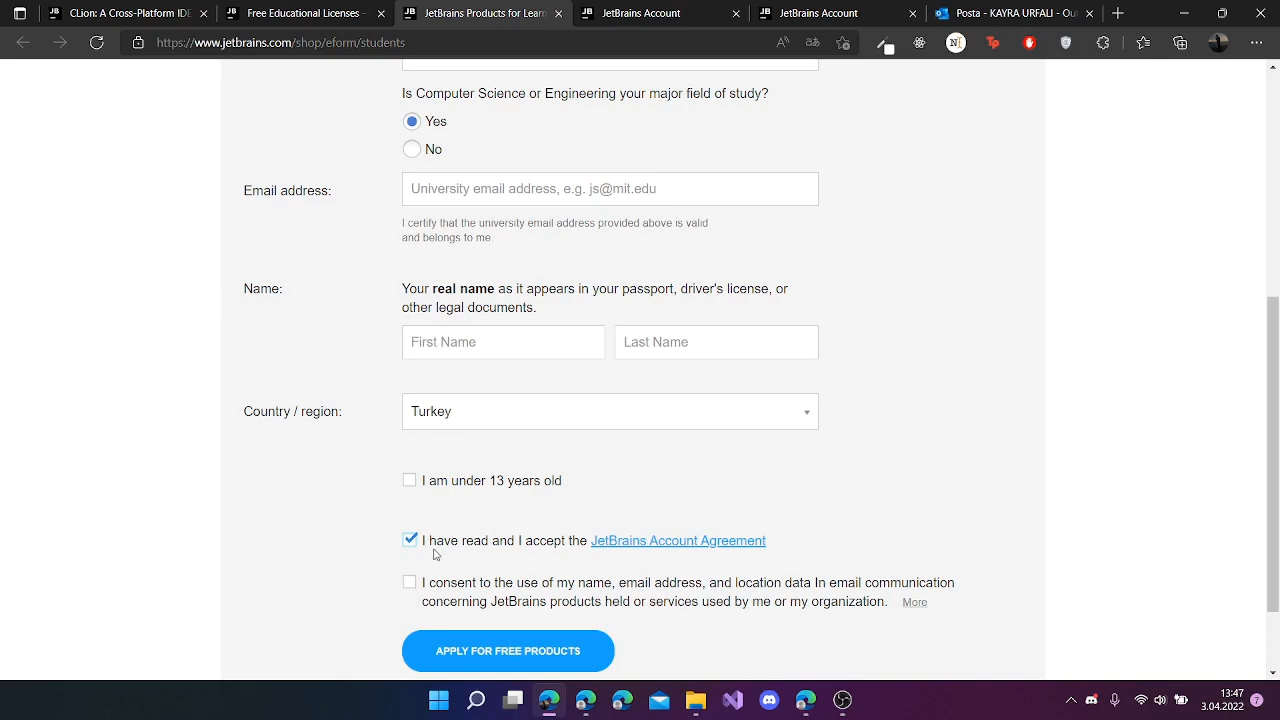 CLion: A Cross-Platform IDE
Free Educational Licenses -
JetBrains Products for Learn
JetBrains Account
JetBrains Account
Posta - KAYRA URFALI - Ou
https://www.jetbrains.com/shop/eform/students
Is Computer Science or Engineering your major field of study?
Yes
No
Email address:
University email address, e.g. js@mit.edu
I certify that the university email address provided above is valid
and belongs to me
Name:
Your real name as it appears in your passport, driver's license, or
other legal documents.
First Name
Last Name
Country / region:
Turkey
I am under 13 years old
I have read and I accept the JetBrains Account Agreement
I consent to the use of my name, email address, and location data In email communication
concerning JetBrains products held or services used by me or my organization. More
APPLY FOR FREE PRODUCTS
13:47
3.04.2022
7